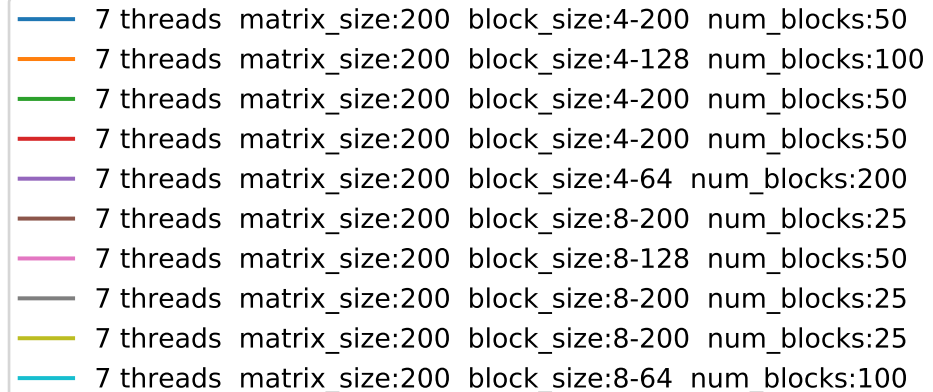 7 threads matrix_size:200 block_size:4-200 num_blocks:50
7 threads matrix_size:200 block_size:4-128 num_blocks:100
7 threads matrix_size:200 block_size:4-200 num_blocks:50
7 threads matrix_size:200 block_size:4-200 num_blocks:50
7 threads matrix_size:200 block_size:4-64 num_blocks:200
7 threads matrix_size:200 block_size:8-200 num_blocks:25
7 threads matrix_size:200 block_size:8-128 num_blocks:50
7 threads matrix_size:200 block_size:8-200 num_blocks:25
7 threads matrix_size:200 block_size:8-200 num_blocks:25
7 threads matrix_size:200 block_size:8-64 num_blocks:100